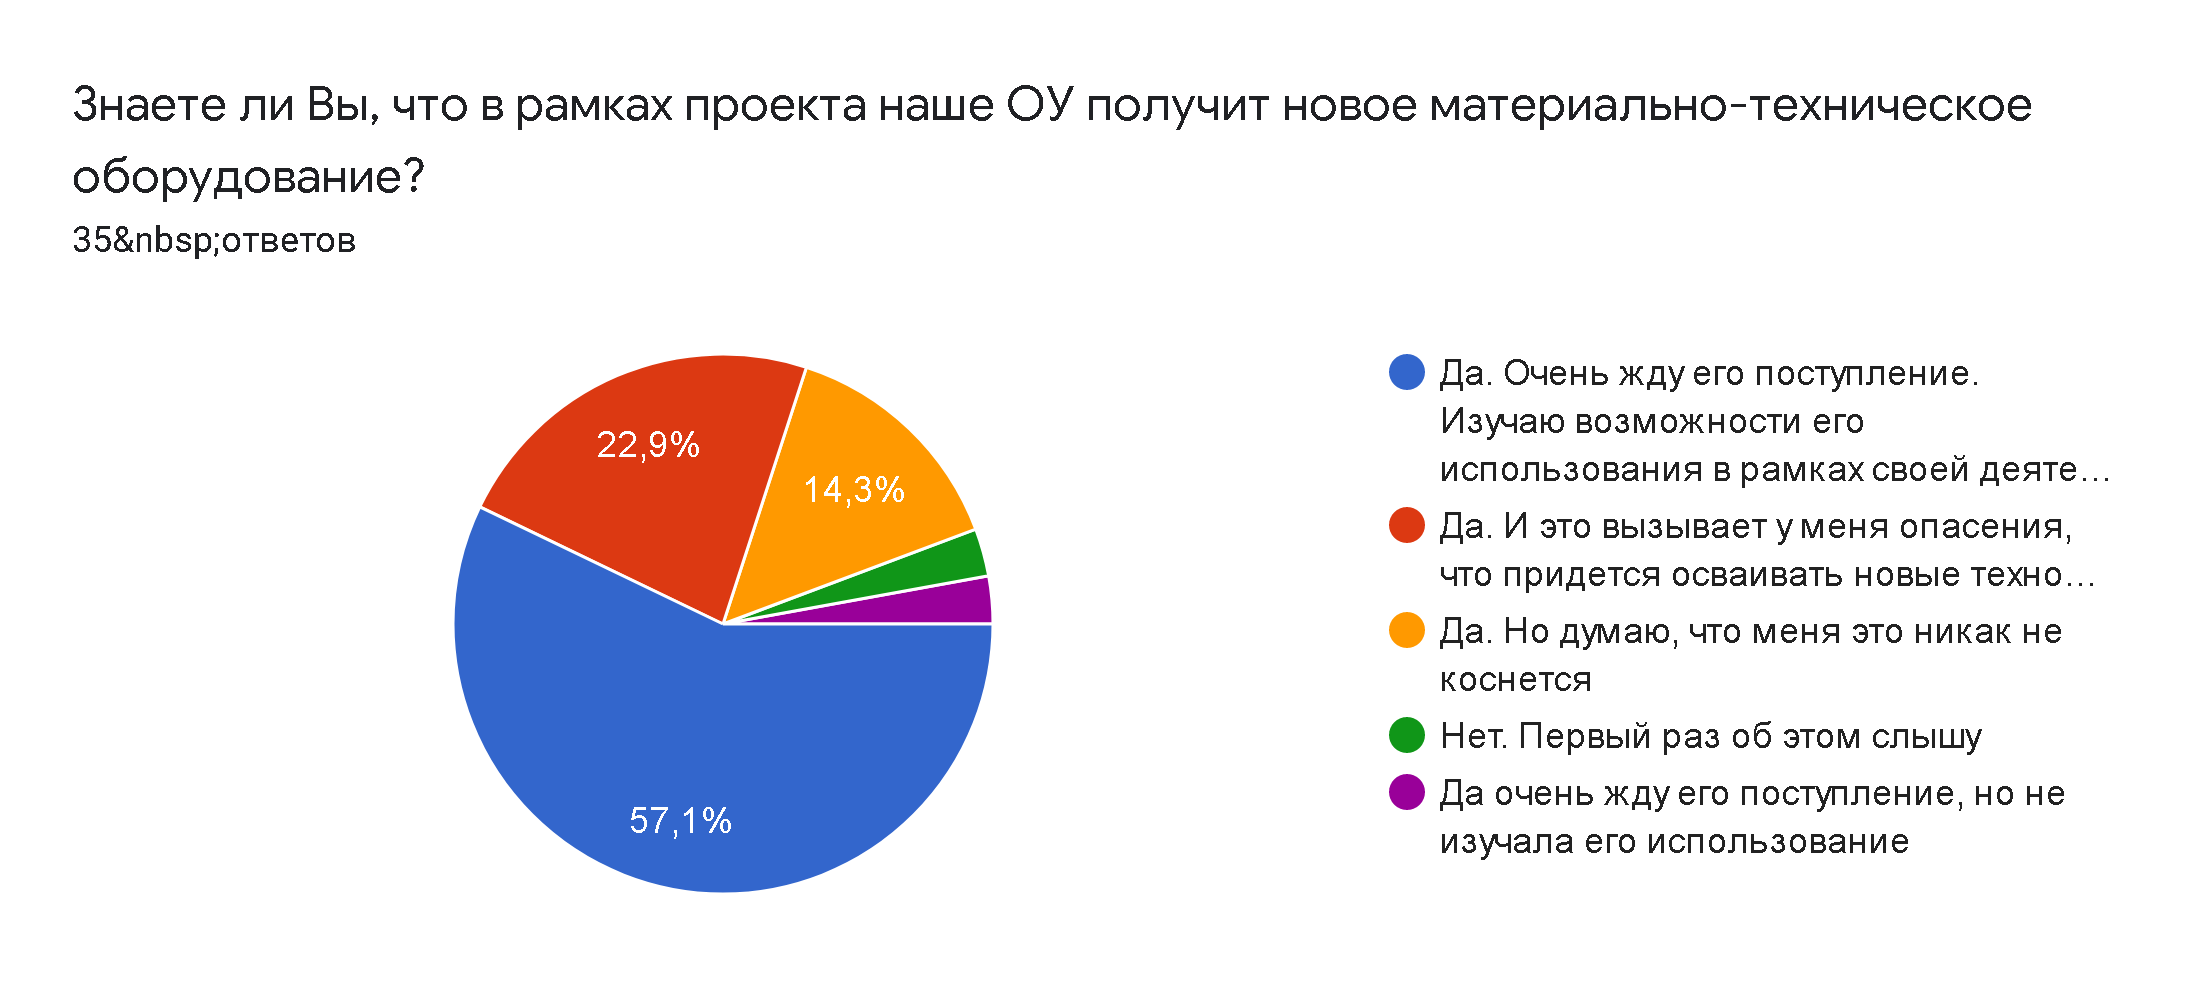 Знаете ли Вы, что в рамках проекта наше ОУ получит новое материально-техническое
оборудование?
35&nbsp;ответов
22,9%
14,3%
57,1%
Да. Очень жду его поступление.
Изучаю возможности его
использования в рамках своей деяте…
Да. И это вызывает у меня опасения,
что придется осваивать новые техно…
Да. Но думаю, что меня это никак не
коснется
Нет. Первый раз об этом слышу
Да очень жду его поступление, но не
изучала его использование